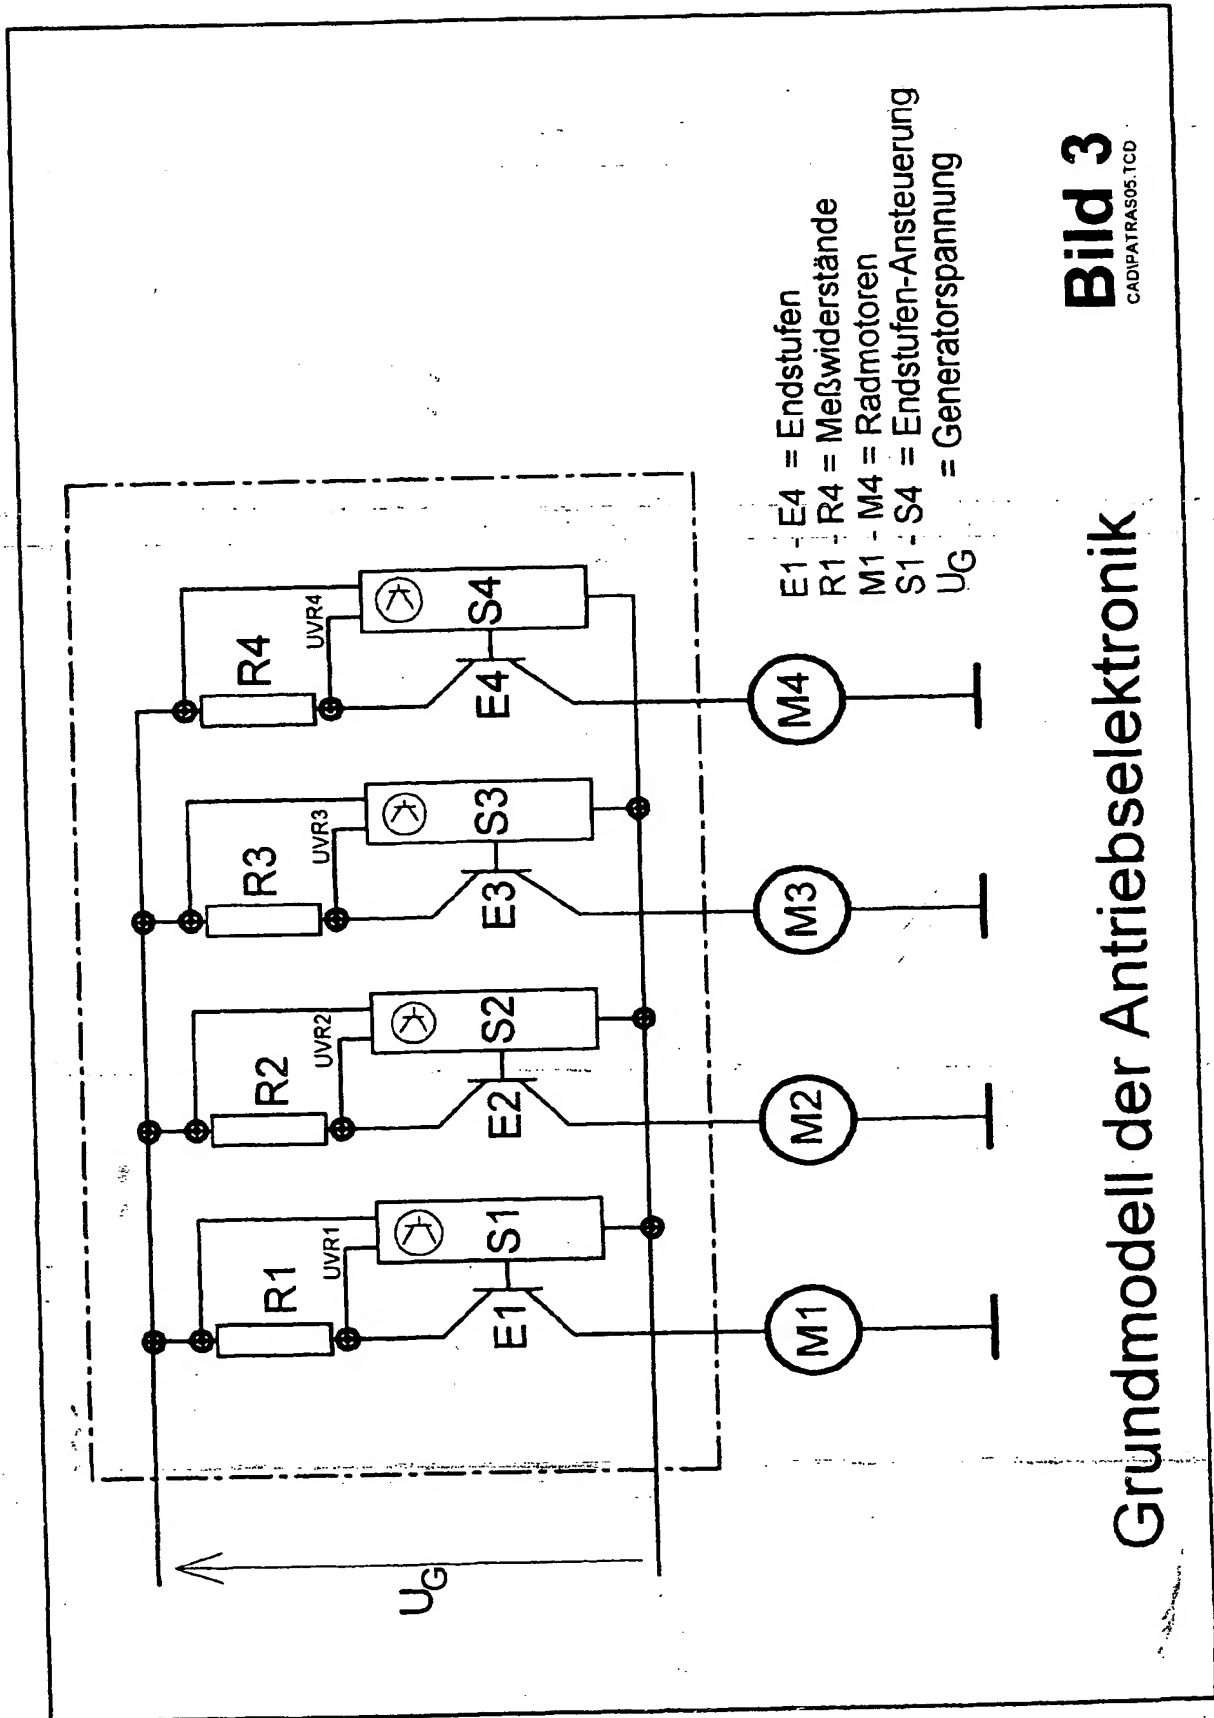 R1
R2
R3
R4
UVR1
UVR2
UVR3
UVR4
UG
E1
S1
E2
S2
E3
S3
E4
S4
M1
M2
M3
M4
E1 - E4 = Endstufen
R1 - R4 = Meßwiderstände
M1 - M4 = Radmotoren
S1 - S4 = Endstufen-Ansteuerung
UG = Generatorspannung
Grundmodell der Antriebselektronik
Bild 3
CAD\PATRAS05.TCD